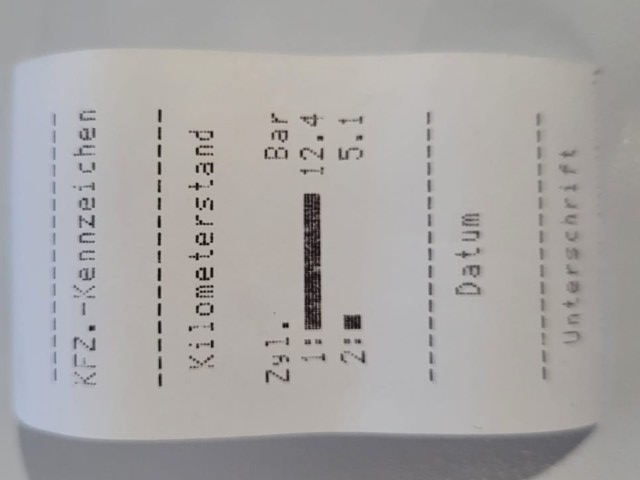 KFZ.-Kennzeichen
Kilometerstand
Zyl. Bar
1: 12.4
2: 5.1
Datum
Unterschrift